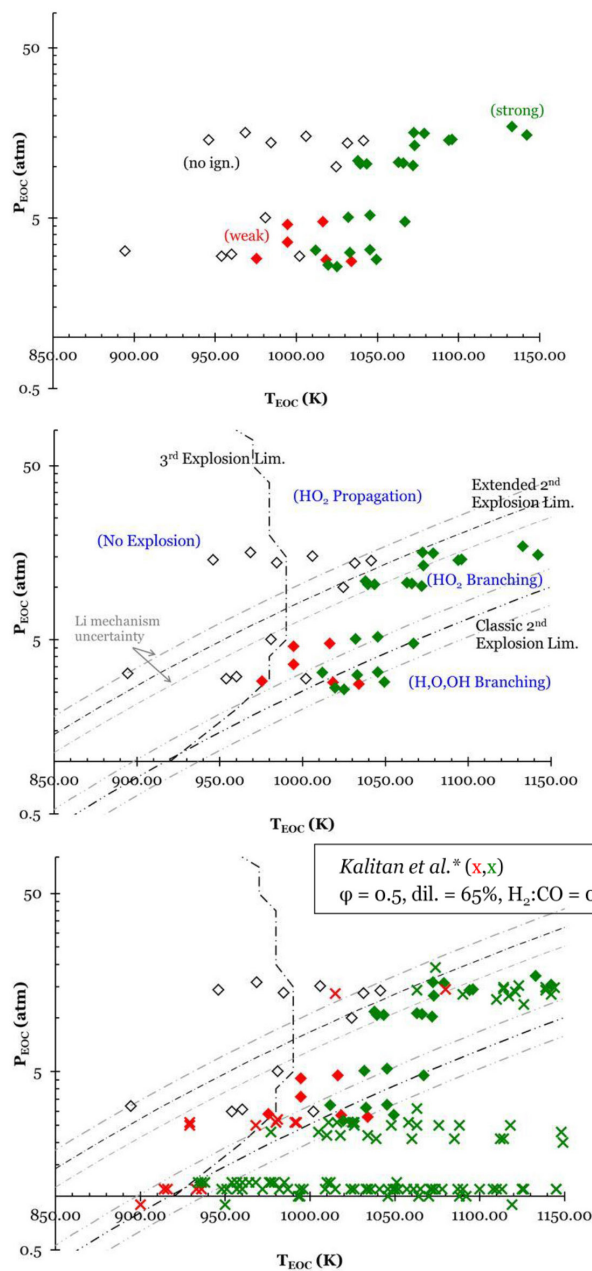 50
(strong)
(no ign.)
P_EOC (atm)
5
(weak)
850.00 900.00 950.00 1000.00 1050.00 1100.00 1150.00
0.5
T_EOC (K)
3rd Explosion Lim.
50
(HO2 Propagation)
Extended 2nd
Explosion Lim.
(No Explosion)
P_EOC (atm)
(HO2 Branching)
Li mechanism
uncertainty
5
Classic 2nd
Explosion Lim.
(H,O,OH Branching)
850.00 900.00 950.00 1000.00 1050.00 1100.00 1150.00
0.5
T_EOC (K)
Kalitan et al.* (x,x)
φ = 0.5, dil. = 65%, H2:CO = 0
50
P_EOC (atm)
5
850.00 900.00 950.00 1000.00 1050.00 1100.00 1150.00
0.5
T_EOC (K)